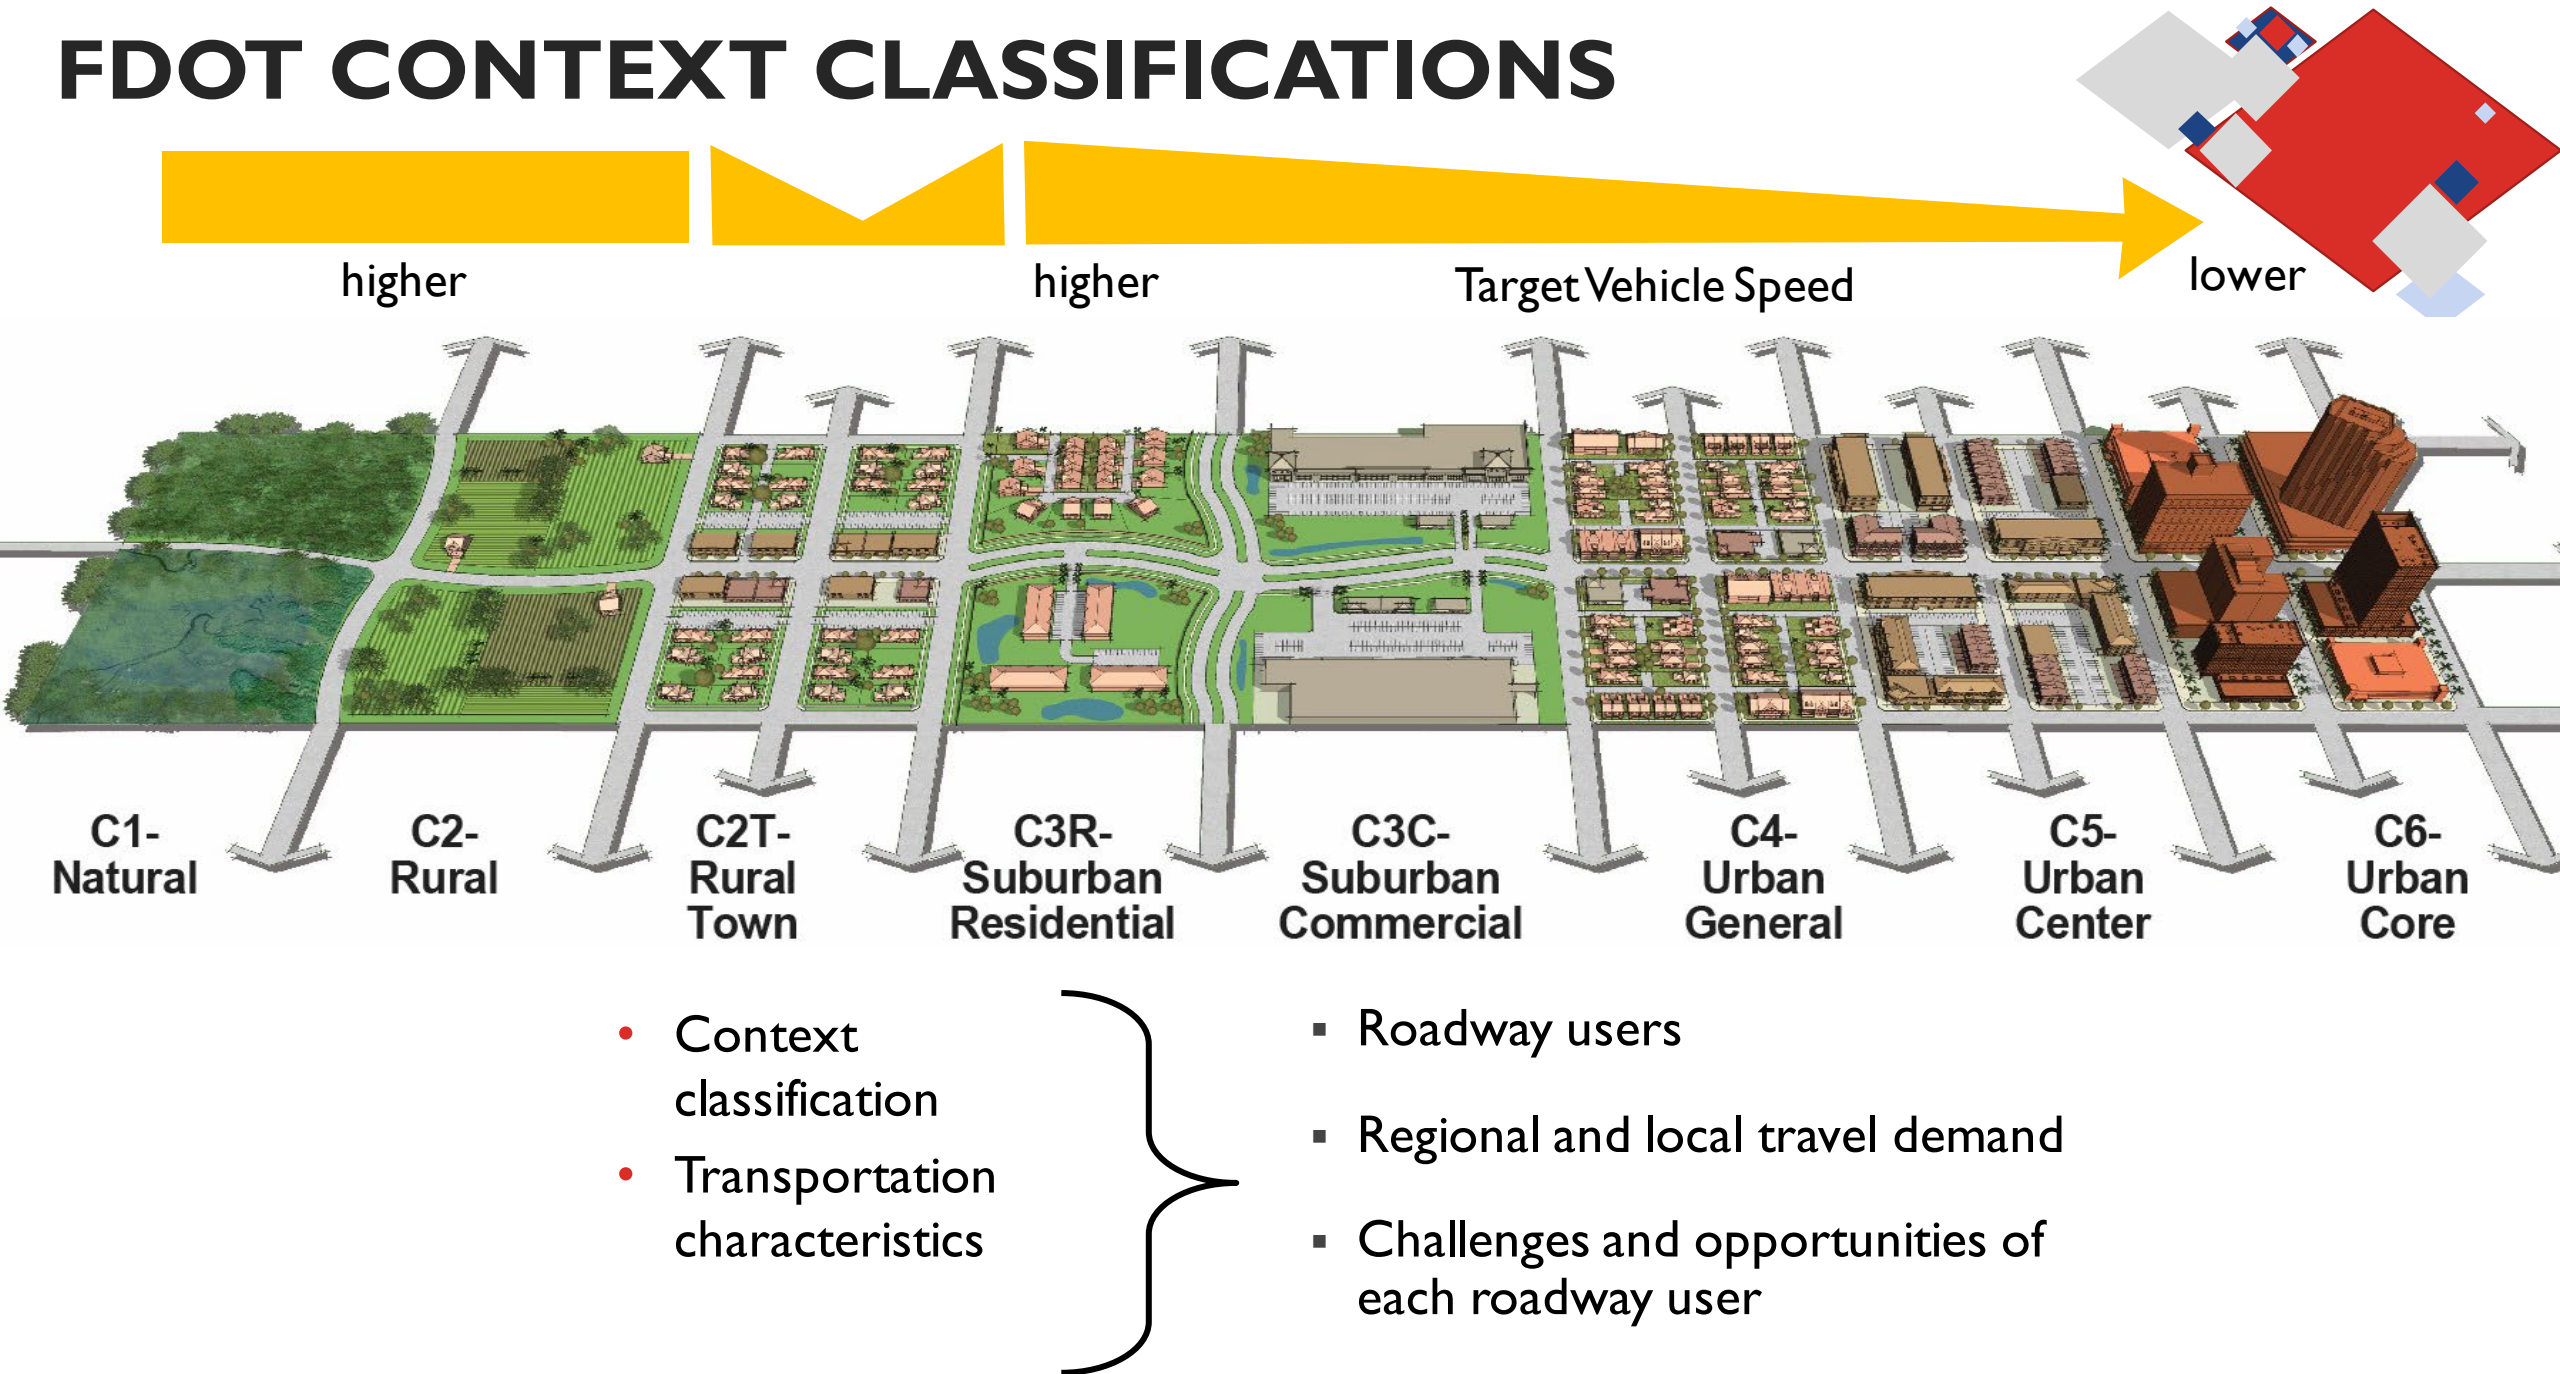 FDOT CONTEXT CLASSIFICATIONS
higher
higher
Target Vehicle Speed
lower
C1-
Natural
C2-
Rural
C2T-
Rural
Town
C3R-
Suburban
Residential
C3C-
Suburban
Commercial
C4-
Urban
General
C5-
Urban
Center
C6-
Urban
Core
• Context
classification
• Transportation
characteristics
▪ Roadway users
▪ Regional and local travel demand
▪ Challenges and opportunities of
each roadway user